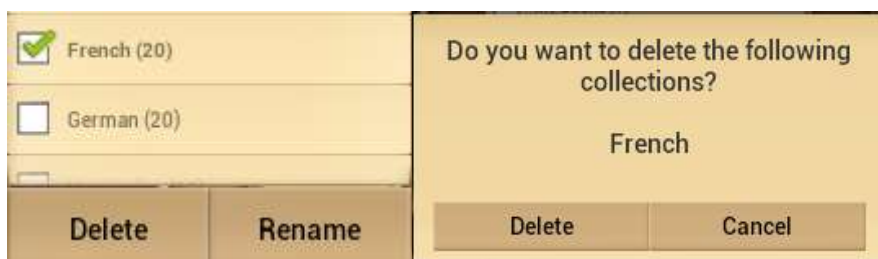 French (20)
German (20)
Delete
Rename
Do you want to delete the following
collections?
French
Delete
Cancel